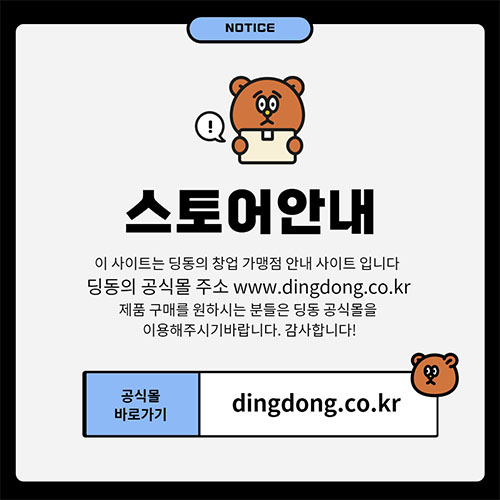 NOTICE
!
스토어안내
이 사이트는 딩동의 창업 가맹점 안내 사이트 입니다
딩동의 공식몰 주소 www.dingdong.co.kr
제품 구매를 원하시는 분들은 딩동 공식몰을
이용해주시기바랍니다. 감사합니다!
공식몰
바로가기
dingdong.co.kr